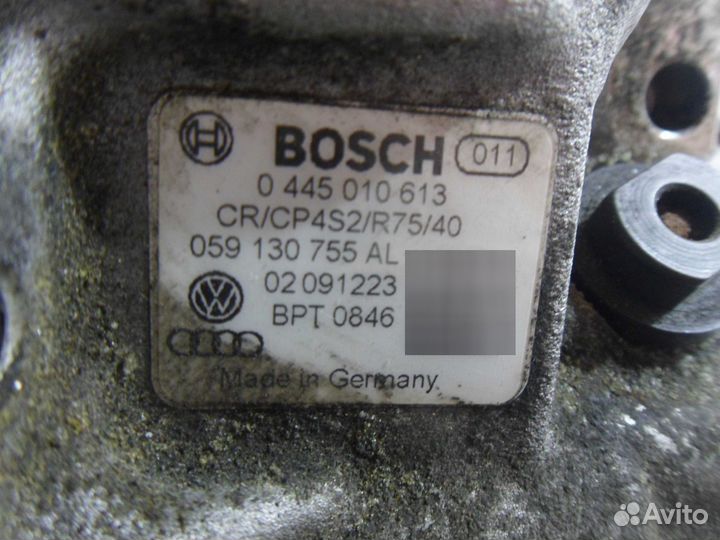 BOSCH 011
0 445 010 613
CR/CP4S2/R75/40
059 130 755 AL
02 091223
BPT 0846
Made in Germany
Avito